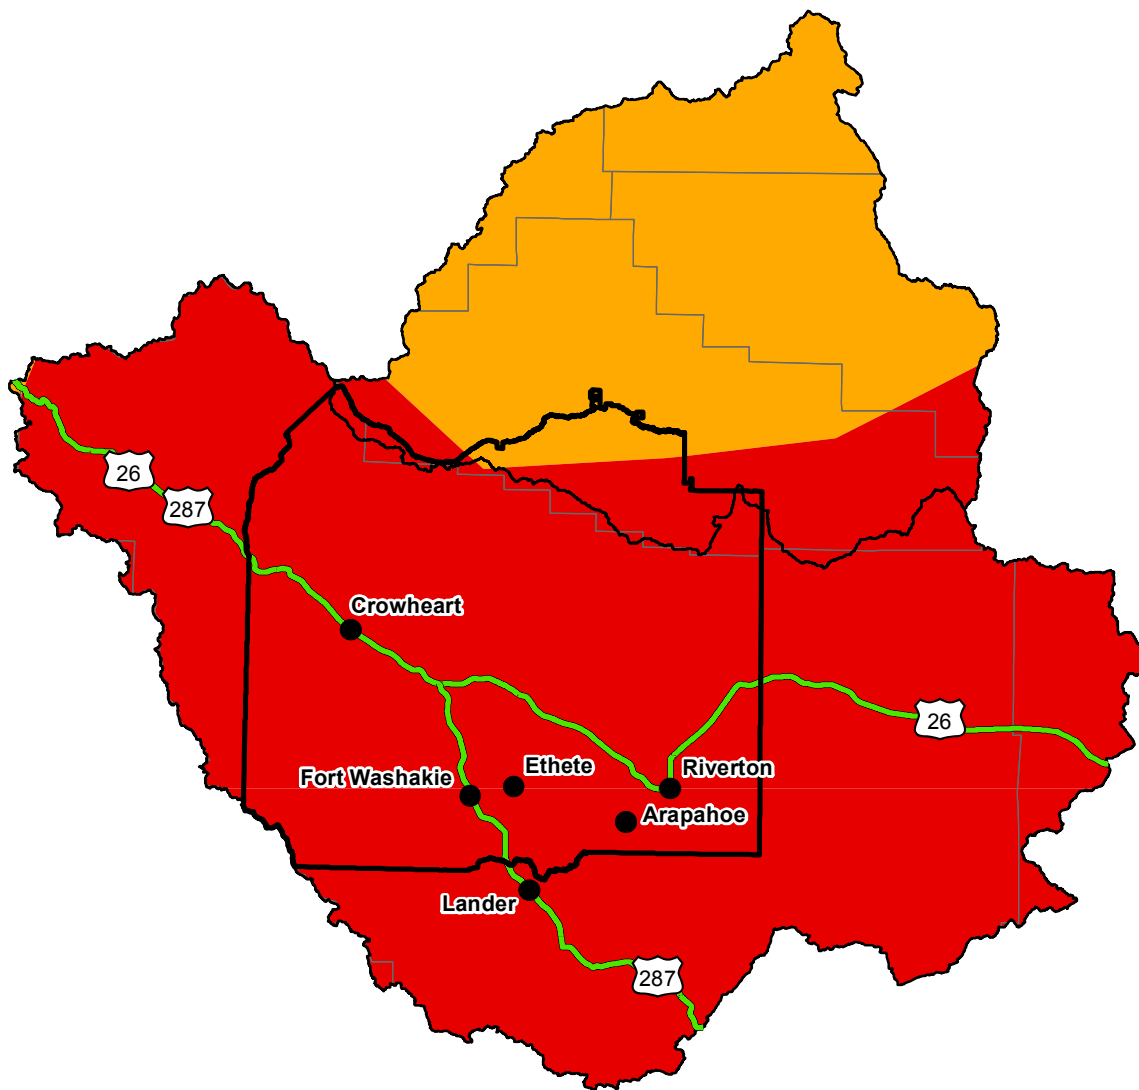 26
287
Crowheart
26
Ethete
Riverton
Fort Washakie
Arapahoe
Lander
287